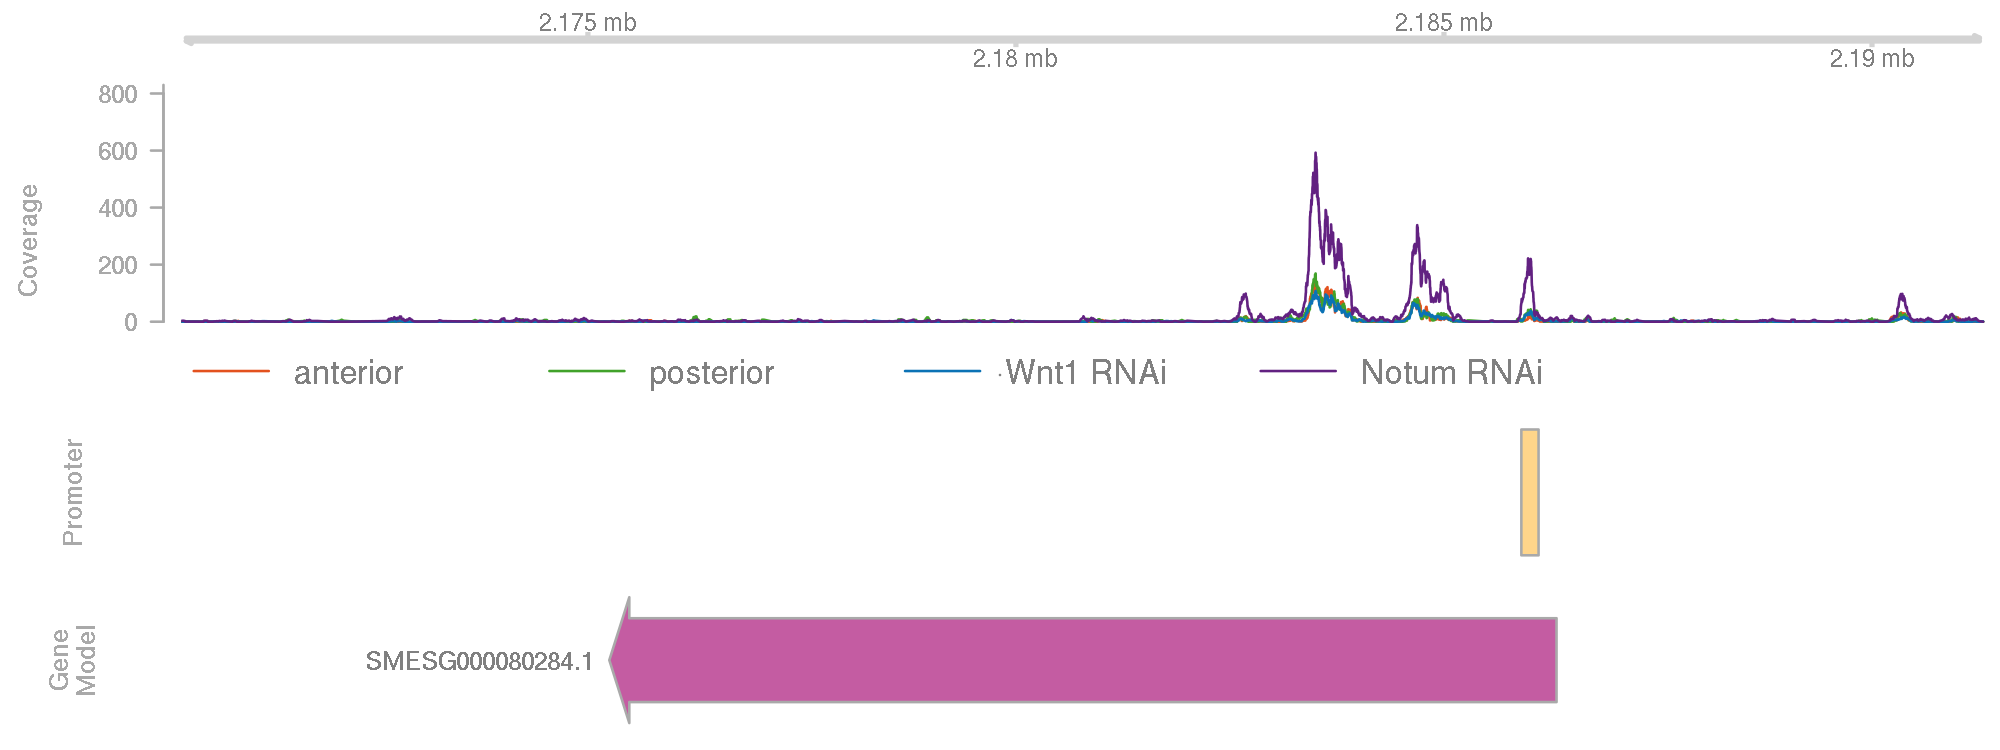 2.175 mb
2.185 mb
2.18 mb
2.19 mb
800
600
400
200
0
Coverage
anterior
posterior
Wnt1 RNAi
Notum RNAi
Promoter
SMESG000080284.1
Gene
Model